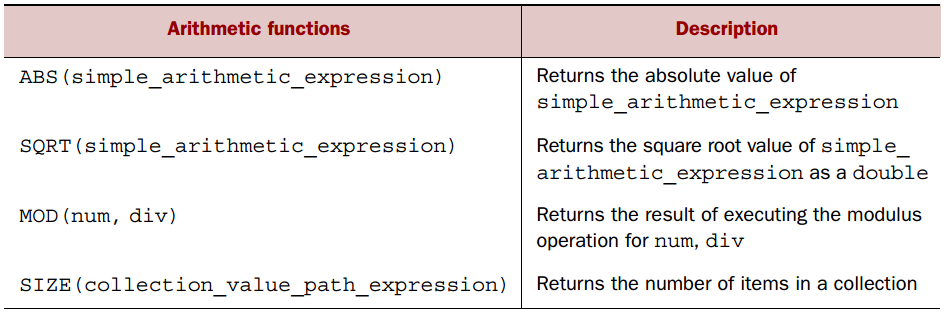 Arithmetic functions Description
ABS(simple_arithmetic_expression) Returns the absolute value of
simple_arithmetic_expression
SQRT(simple_arithmetic_expression) Returns the square root value of simple_
arithmetic_expression as a double
MOD(num, div) Returns the result of executing the modulus
operation for num, div
SIZE(collection_value_path_expression) Returns the number of items in a collection